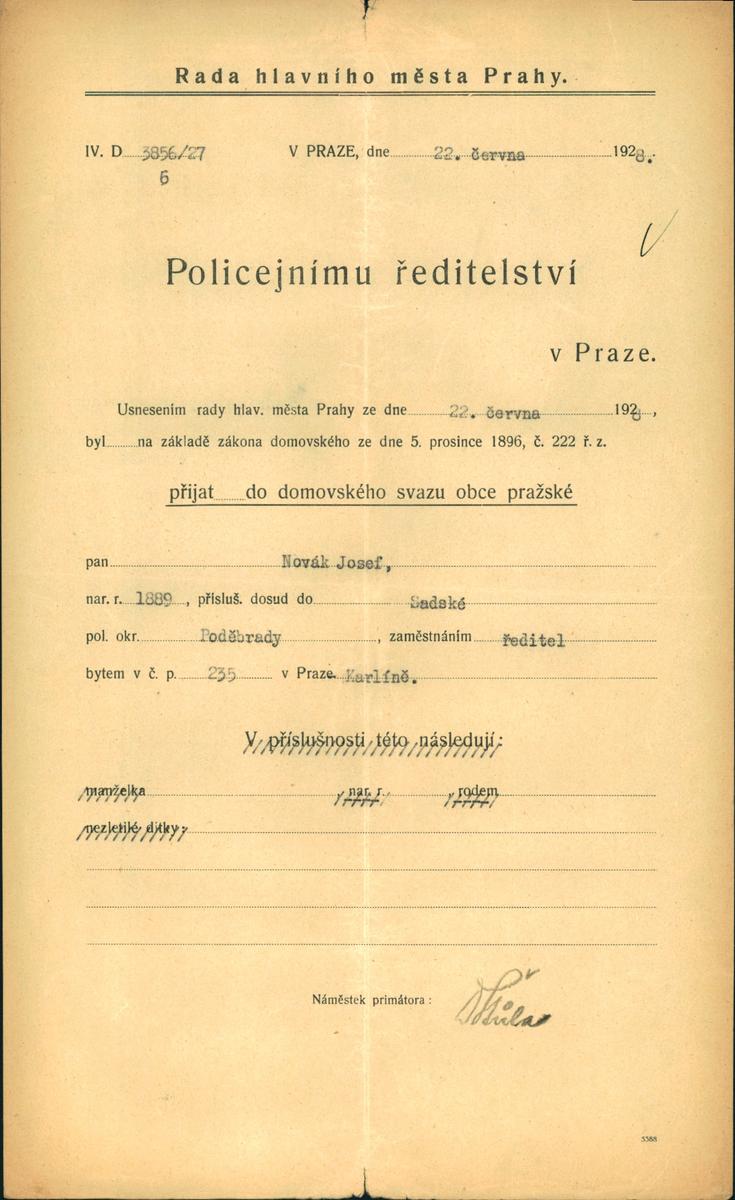 Rada hlavního města Prahy.
IV. D 3856/27 V PRAZE, dne 22. června 1928.
6
Policejnímu ředitelství
v Praze.
Usnesením rady hlav. města Prahy ze dne 22. června 1928,
byl na základě zákona domovského ze dne 5. prosince 1896, č. 222 ř. z.
přijat do domovského svazu obce pražské
pan Novák Josef,
nar. r. 1889, přísluš. dosud do Sadské
pol. okr. Poděbrady, zaměstnáním ředitel
bytem v č. p. 235 v Praze Karlíně.
V příslušnosti této následují:
manželka, nar. r., rodem
nezletilé dítky:
Náměstek primátora:
5388